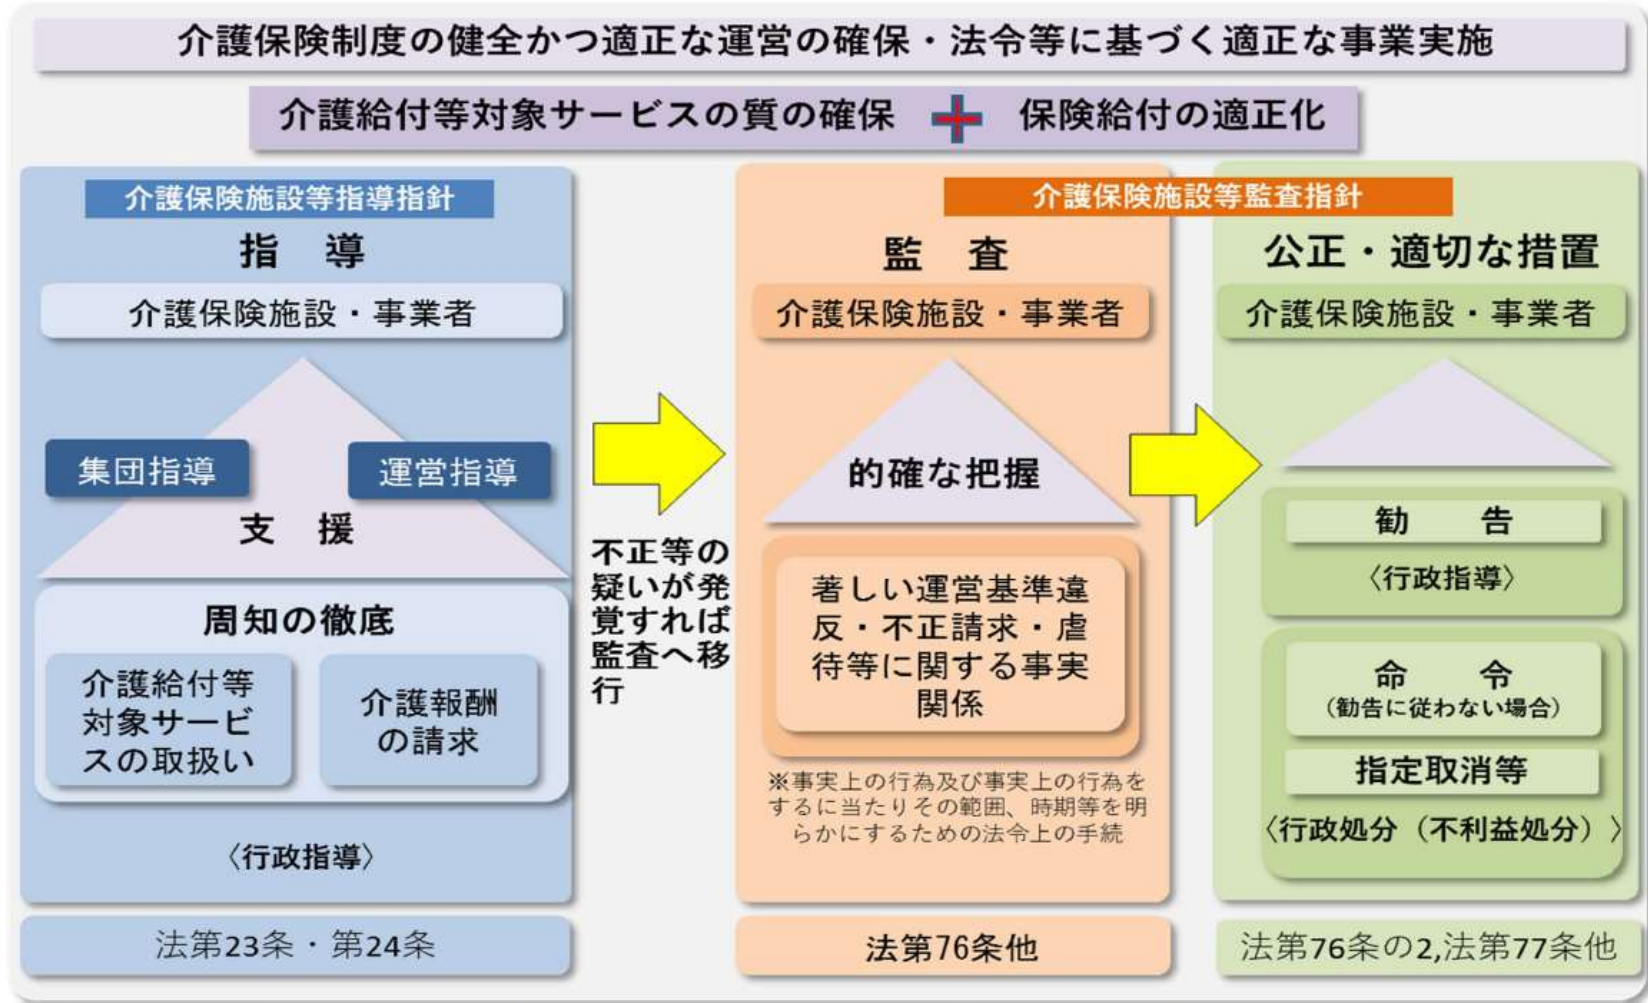 介護保険制度の健全かつ適正な運営の確保・法令等に基づく適正な事業実施
介護給付等対象サービスの質の確保
保険給付の適正化
介護保険施設等指導指針
指 導
介護保険施設・事業者
集団指導
運営指導
支 援
周知の徹底
介護給付等
対象サービ
スの取扱い
介護報酬
の請求
〈行政指導〉
法第23条・第24条
不正等の
疑いが発
覚すれば
監査へ移
行
介護保険施設等監査指針
監 査
介護保険施設・事業者
的確な把握
著しい運営基準違
反・不正請求・虐
待等に関する事実
関係
※事実上の行為及び事実上の行為を
するに当たりその範囲、時期等を明
らかにするための法令上の手続
法第76条他
公正・適切な措置
介護保険施設・事業者
勧 告
〈行政指導〉
命 令
(勧告に従わない場合)
指定取消等
〈行政処分(不利益処分)〉
法第76条の2,法第77条他